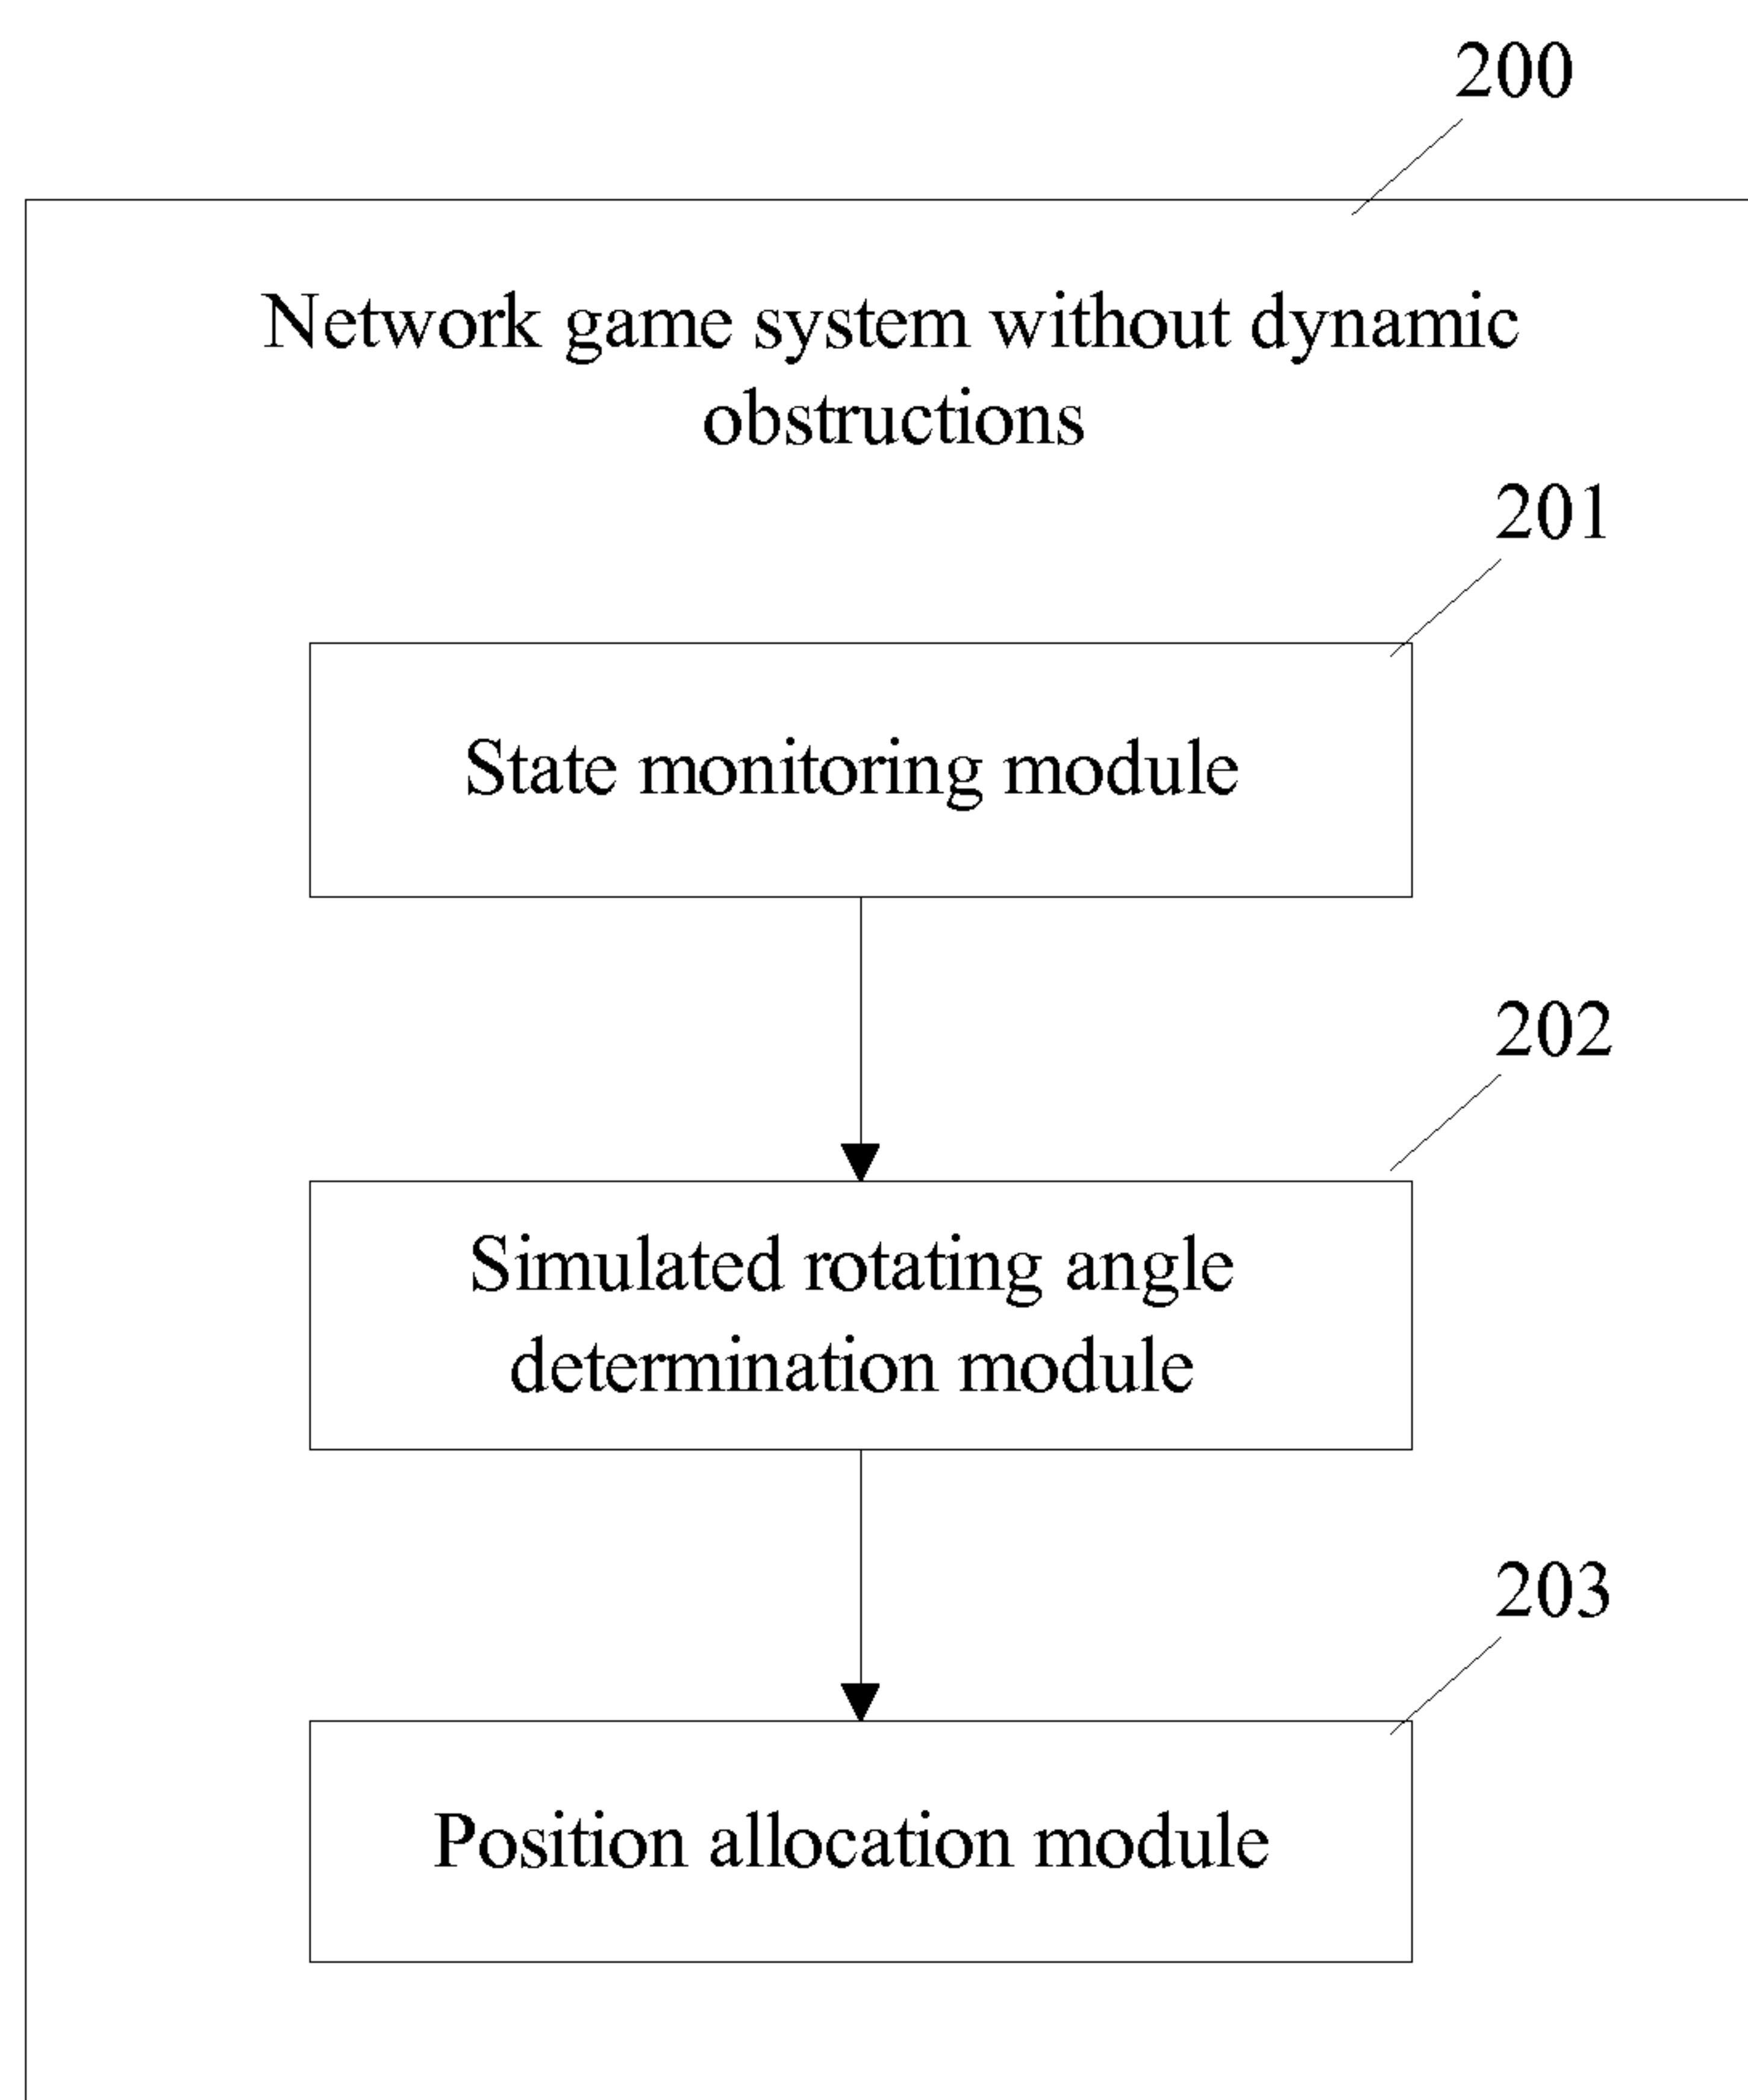 200
Network game system without dynamic
obstructions
201
State monitoring module
202
Simulated rotating angle
determination module
203
Position allocation module